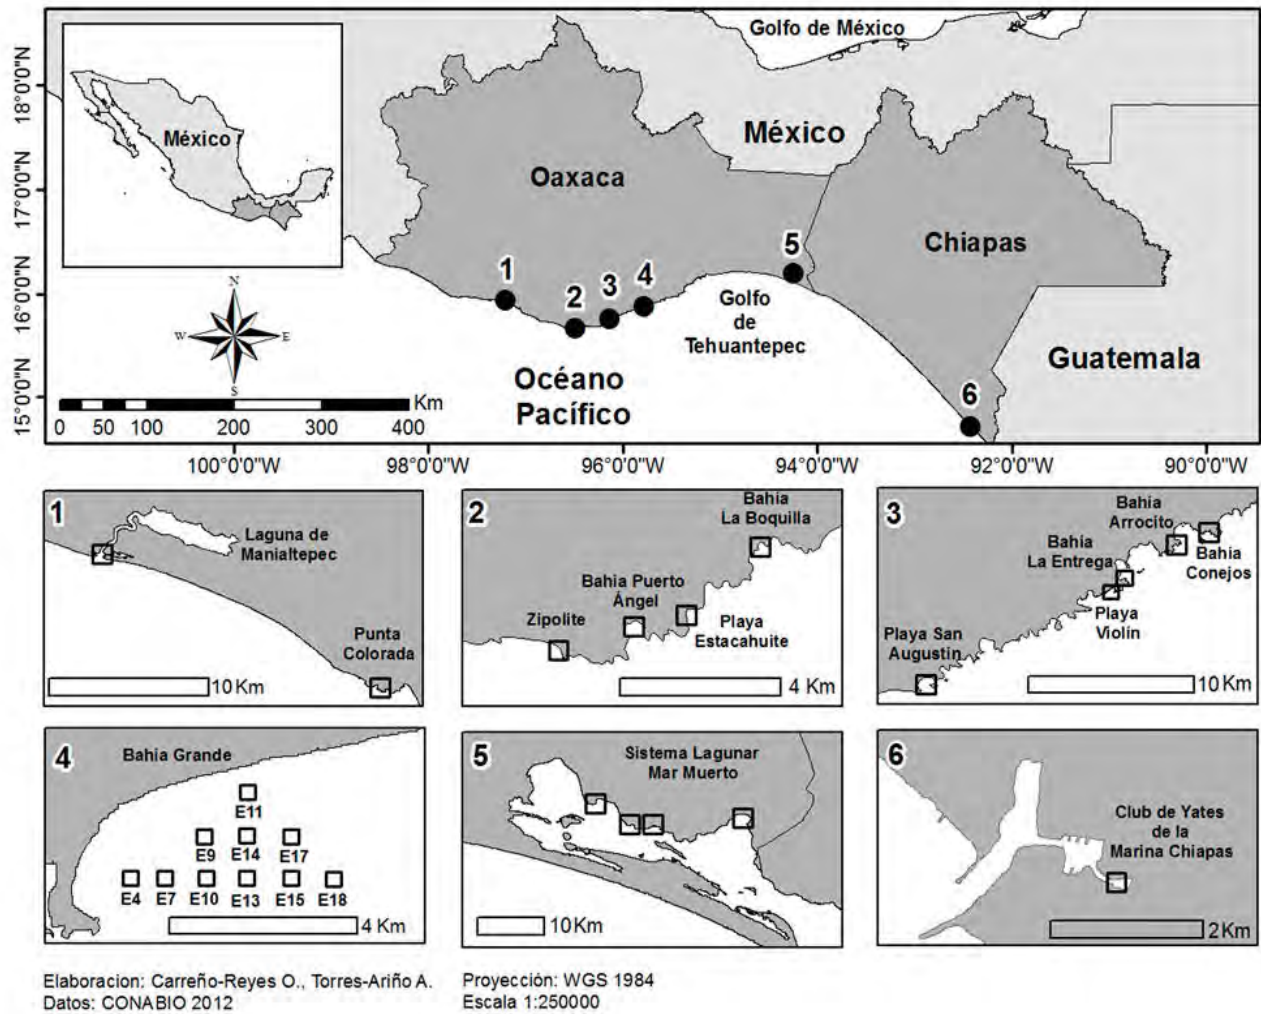 Golfo de México
México
México
Oaxaca
Chiapas
Guatemala
Golfo
de
Tehuantepec
Océano
Pacífico
1
2
3
4
5
6
N
W
E
S
Km
0
50
100
200
300
400
18°0'0"N
17°0'0"N
16°0'0"N
15°0'0"N
100°0'0"W
98°0'0"W
96°0'0"W
94°0'0"W
92°0'0"W
90°0'0"W
1
Laguna de
Manialtepec
Punta
Colorada
10 Km
2
Bahia
La Boquilla
Bahia Puerto
Ángel
Zipolite
Playa
Estacahuite
4 Km
3
Bahia
Arrocito
Bahia
La Entrega
Bahia
Conejos
Playa
Violín
Playa San
Augustin
10 Km
4
Bahia Grande
E11
E9
E14
E17
E4
E7
E10
E13
E15
E18
4 Km
5
Sistema Lagunar
Mar Muerto
10 Km
6
Club de Yates
de la
Marina Chiapas
2 Km
Elaboracion: Carreño-Reyes O., Torres-Ariño A.
Datos: CONABIO 2012
Proyección: WGS 1984
Escala 1:250000